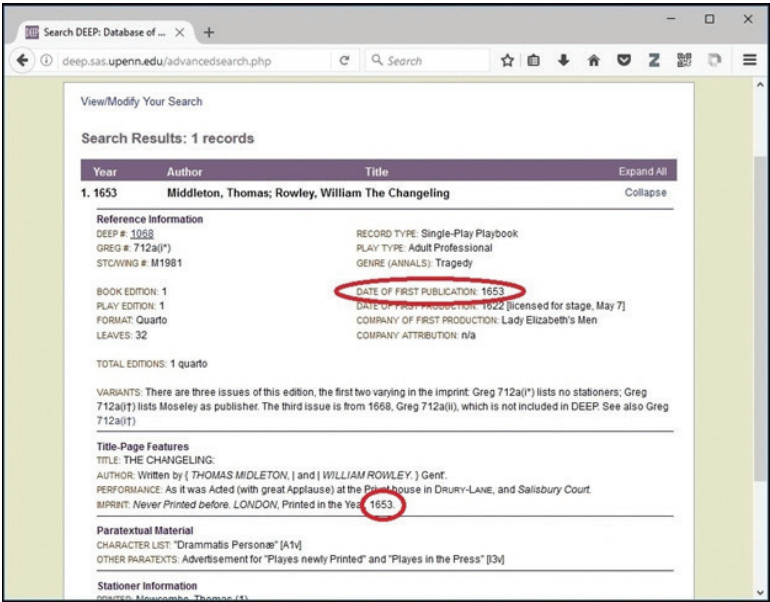 Search DEEP: Database of ...
deep.sas.upenn.edu/advancedsearch.php
Search
View/Modify Your Search
Search Results: 1 records
Year Author Title Expand All
1. 1653 Middleton, Thomas; Rowley, William The Changeling Collapse
Reference Information
DEEP #: 1068 RECORD TYPE: Single-Play Playbook
GREG #: 712a(i*) PLAY TYPE: Adult Professional
STC/WING #: M1981 GENRE (ANNALS): Tragedy
BOOK EDITION: 1 DATE OF FIRST PUBLICATION: 1653
PLAY EDITION: 1 DATE OF FIRST PRODUCTION: 1622 [licensed for stage, May 7]
FORMAT: Quarto COMPANY OF FIRST PRODUCTION: Lady Elizabeth's Men
LEAVES: 32 COMPANY ATTRIBUTION: n/a
TOTAL EDITIONS: 1 quarto
VARIANTS: There are three issues of this edition, the first two varying in the imprint: Greg 712a(i*) lists no stationers; Greg
712a(i†) lists Moseley as publisher. The third issue is from 1668, Greg 712a(ii), which is not included in DEEP. See also Greg
712a(i†)
Title-Page Features
TITLE: THE CHANGELING:
AUTHOR: Written by { THOMAS MIDLETON, | and | WILLIAM ROWLEY. } Gent'.
PERFORMANCE: As it was Acted (with great Applause) at the Privat house in DRURY-LANE, and Salisbury Court.
IMPRINT: Never Printed before. LONDON, Printed in the Year, 1653.
Paratextual Material
CHARACTER LIST: "Drammatis Personæ" [A1v]
OTHER PARATEXTS: Advertisement for "Playes newly Printed" and "Playes in the Press" [I3v]
Stationer Information
PRINTER: Newcombe, Thomas (1)